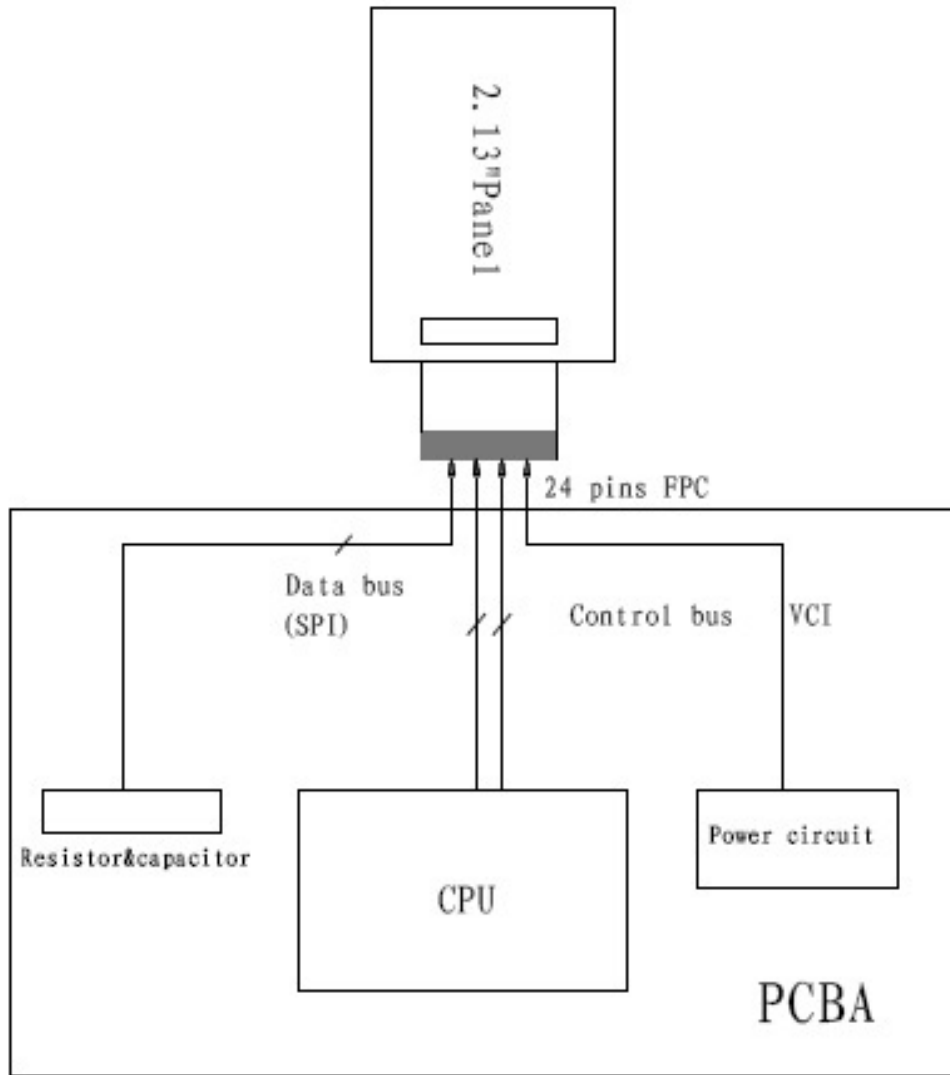 2.13"Panel
24 pins FPC
Data bus
(SPI)
Control bus
VCI
Resistor&capacitor
CPU
Power circuit
PCBA